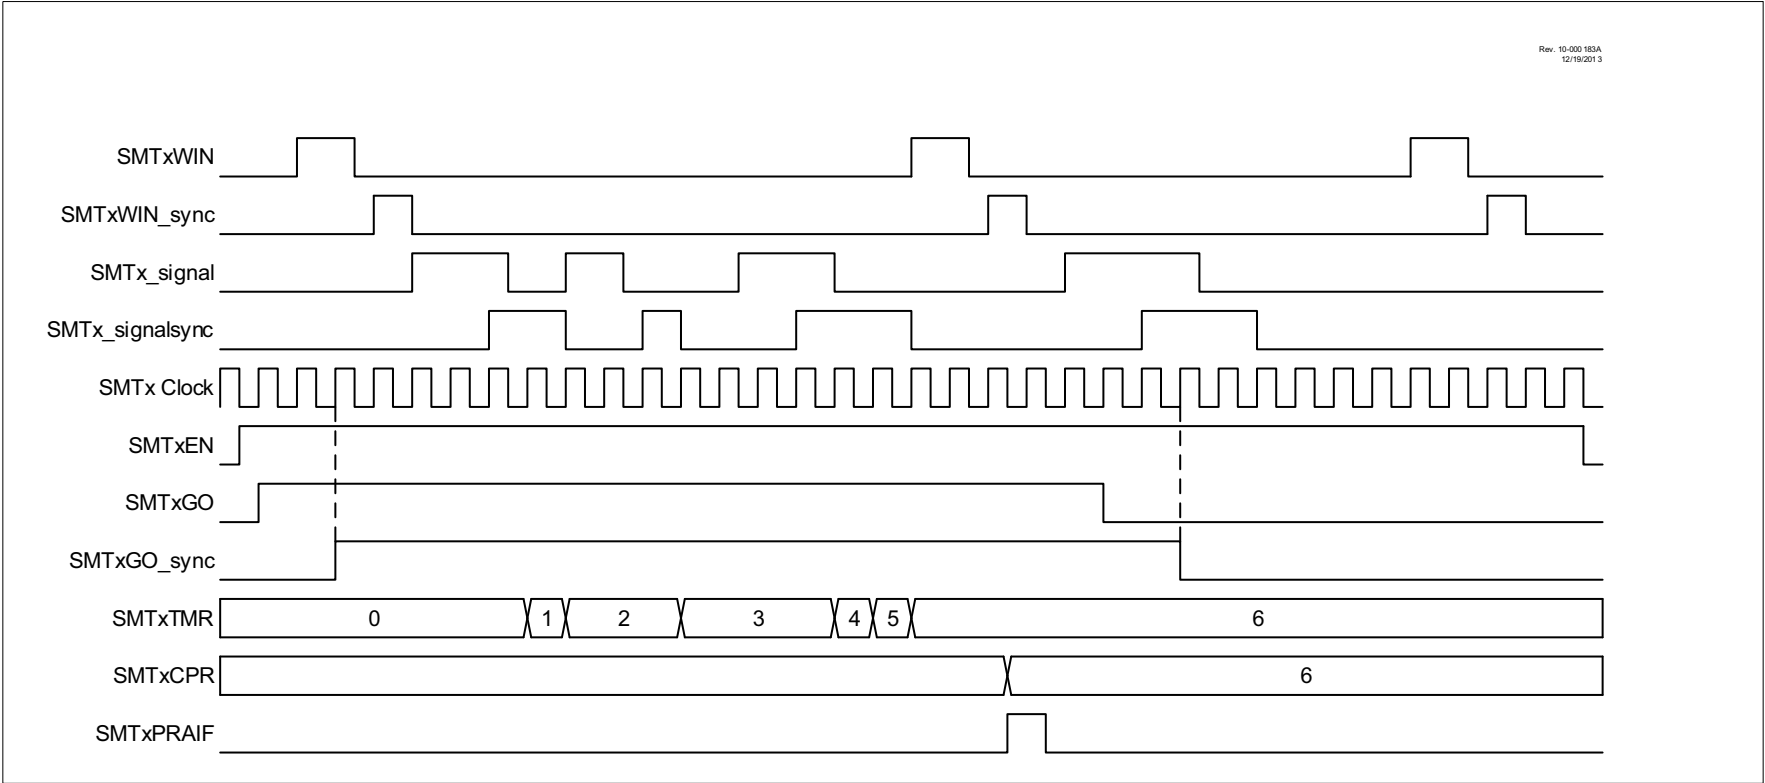 Rev. 10-000 183A
12/19/201 3
SMTxWIN
SMTxWIN_sync
SMTx_signal
SMTx_signalsync
SMTx Clock
SMTxEN
SMTxGO
SMTxGO_sync
SMTxTMR 0 1 2 3 4 5 6
SMTxCPR 6
SMTxPRAIF